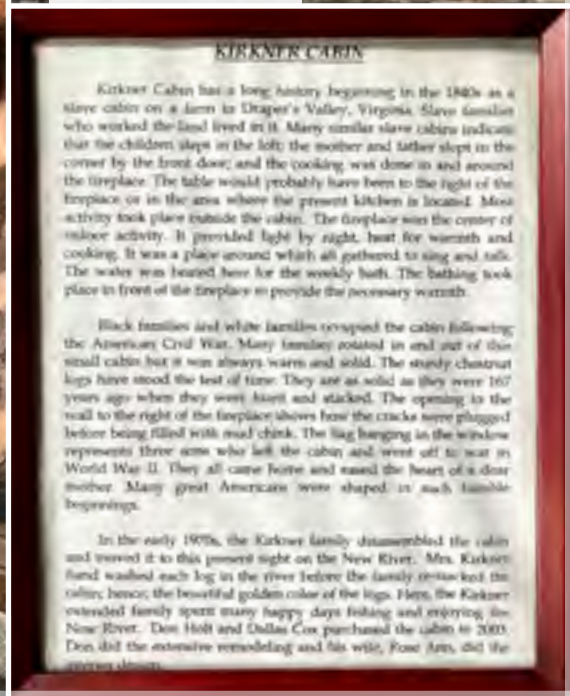 KIRKNER CABIN
Kirkner Cabin has a long history beginning in the 1840s as a
slave cabin on a farm in Draper's Valley, Virginia. Slave families
who worked the land lived in it. Many similar slave cabins indicate
that the children slept in the loft; the mother and father slept in the
corner by the front door; and the cooking was done in and around
the fireplace. The table would probably have been to the right of the
fireplace or in the area where the present kitchen is located. Most
activity took place outside the cabin. The fireplace was the center of
indoor activity. It provided light by night, heat for warmth and
cooking. It was a place around which all gathered to sing and talk.
The water was heated here for the weekly bath. The bathing took
place in front of the fireplace to provide the necessary warmth.
Black families and white families occupied the cabin following
the American Civil War. Many families rotated in and out of this
small cabin but it was always warm and solid. The sturdy chestnut
logs have stood the test of time. They are as solid as they were 167
years ago when they were hewn and stacked. The opening in the
wall to the right of the fireplace shows how the cracks were plugged
before being filled with mud chink. The flag hanging in the window
represents three sons who left the cabin and went off to war in
World War II. They all came home and eased the heart of a dear
mother. Many great Americans were shaped in such humble
beginnings.
In the early 1970s, the Kirkner family disassembled the cabin
and moved it to this present sight on the New River. Mrs. Kirkner
hand washed each log in the river before the family re-stacked the
cabin; hence, the beautiful golden color of the logs. Here, the Kirkner
extended family spent many happy days fishing and enjoying the
New River. Don Holt and Dallas Cox purchased the cabin in 2003.
Don did the extensive remodeling and his wife, Rose Ann, did the
interior design.